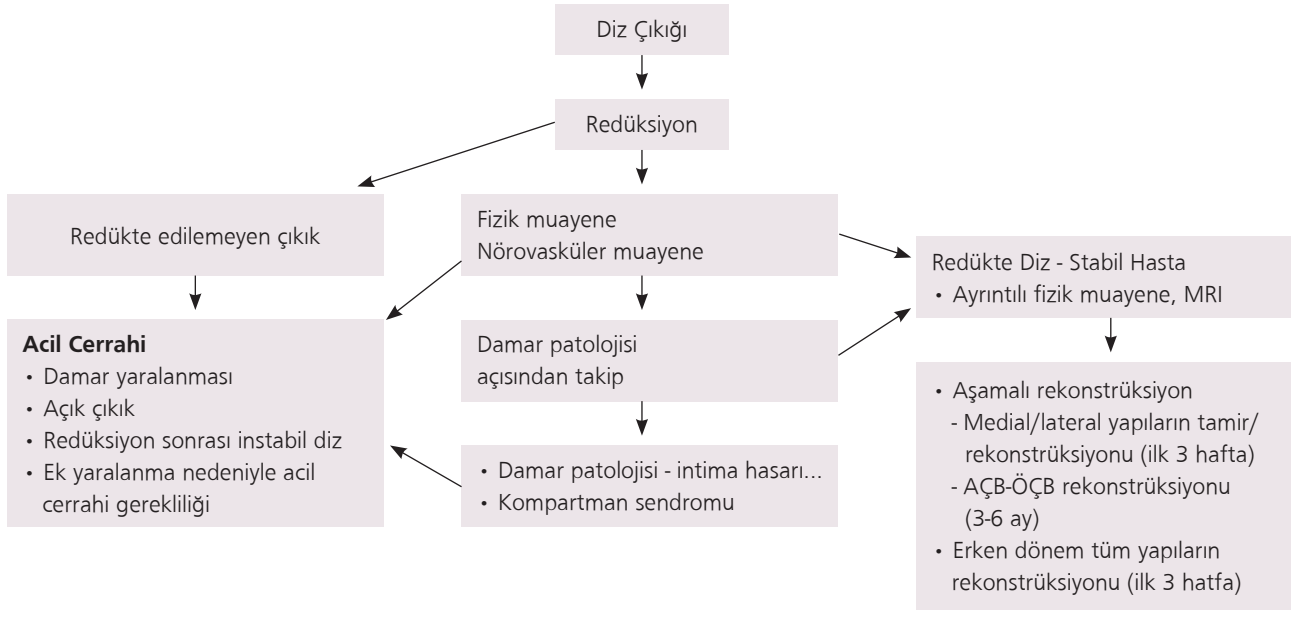 Diz Çıkığı
Redüksiyon
Redükte edilemeyen çıkık
Fizik muayene
Nörovasküler muayene
Redükte Diz - Stabil Hasta
• Ayrıntılı fizik muayene, MRI
Acil Cerrahi
• Damar yaralanması
• Açık çıkık
• Redüksiyon sonrası instabil diz
• Ek yaralanma nedeniyle acil
cerrahi gerekliliği
Damar patolojisi
açısından takip
• Damar patolojisi - intima hasarı...
• Kompartman sendromu
• Aşamalı rekonstrüksiyon
- Medial/lateral yapıların tamir/
rekonstrüksiyonu (ilk 3 hafta)
- AÇB-ÖÇB rekonstrüksiyonu
(3-6 ay)
• Erken dönem tüm yapıların
rekonstrüksiyonu (ilk 3 hatfa)